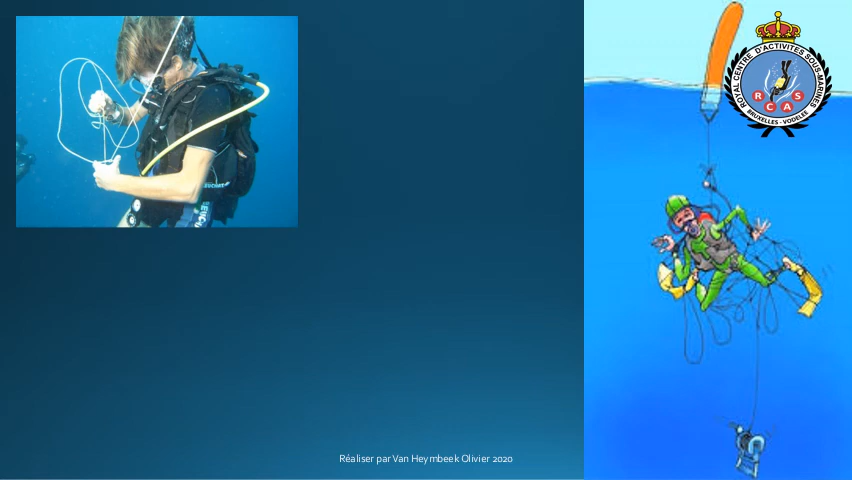 ROYAL CENTRE D'ACTIVITES SOUS-MARINES
R S
C A
BRUXELLES - VODELEE
Réaliser par Van Heymbeek Olivier 2020